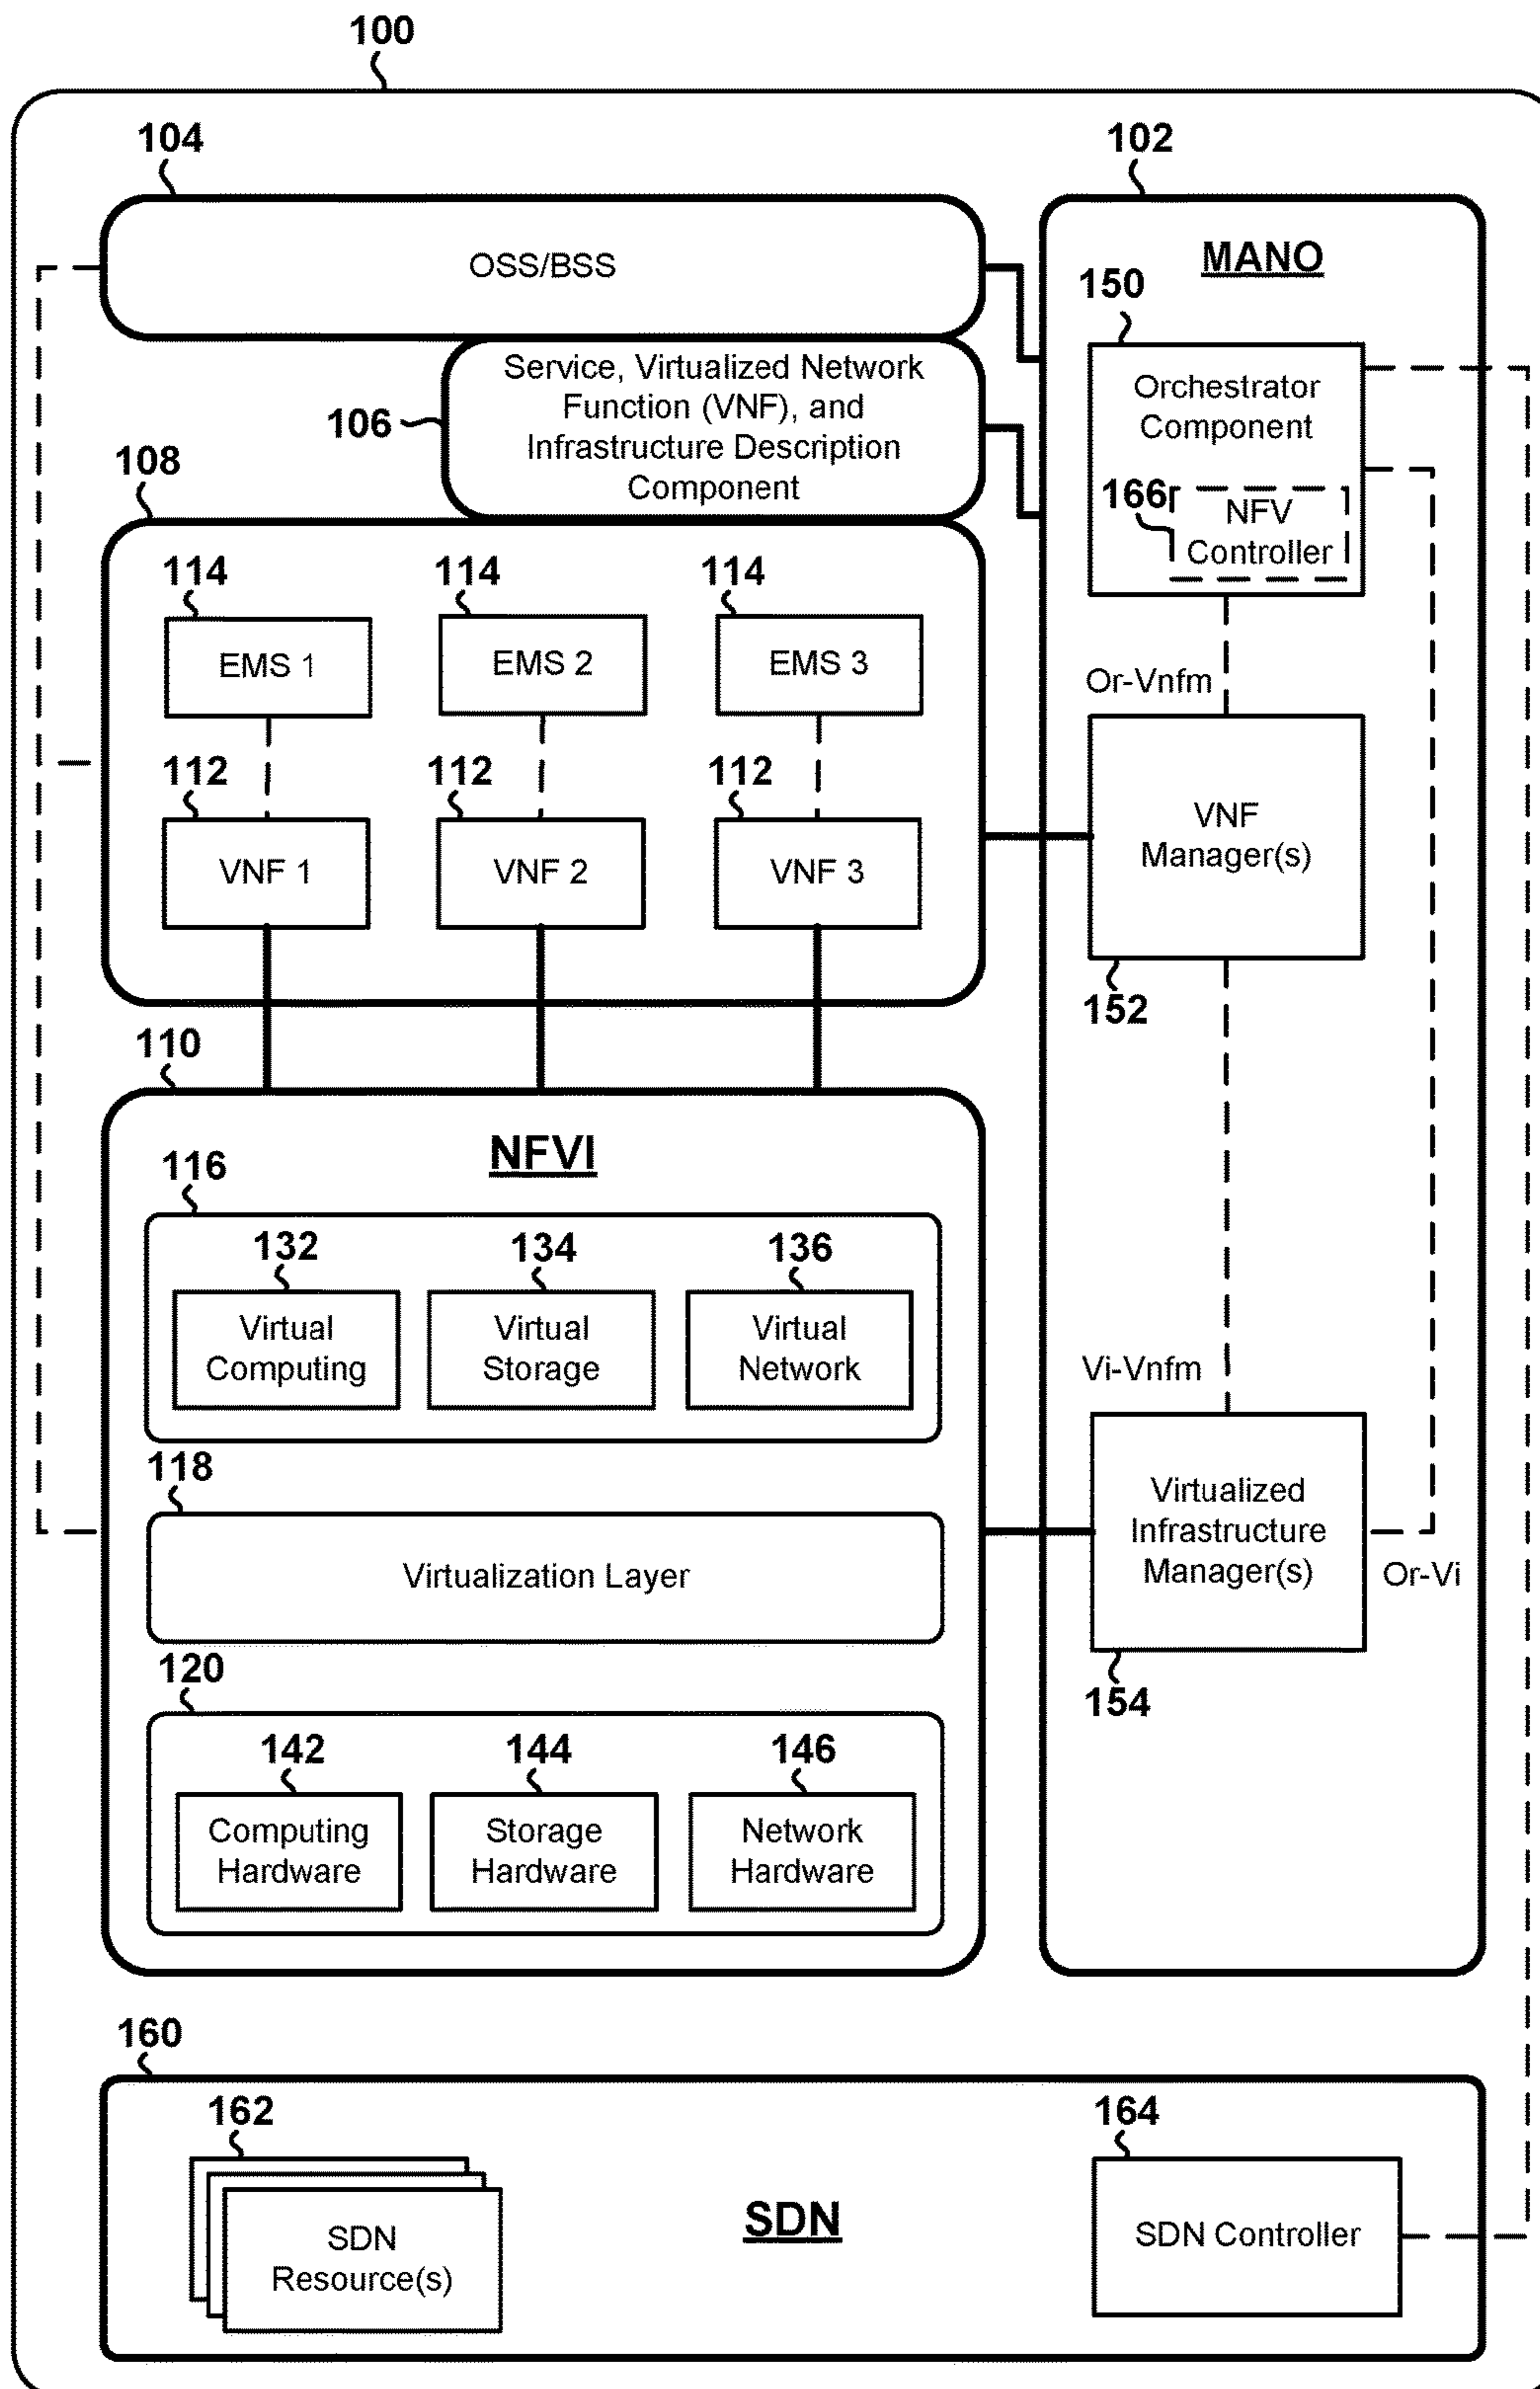 100
104
OSS/BSS
106
Service, Virtualized Network
Function (VNF), and
Infrastructure Description
Component
108
114
114
114
EMS 1
EMS 2
EMS 3
112
112
112
VNF 1
VNF 2
VNF 3
110
NFVI
116
132
134
136
Virtual
Computing
Virtual
Storage
Virtual
Network
118
Virtualization Layer
120
142
144
146
Computing
Hardware
Storage
Hardware
Network
Hardware
102
MANO
150
Orchestrator
Component
166
NFV
Controller
Or-Vnfm
VNF
Manager(s)
152
Vi-Vnfm
Virtualized
Infrastructure
Manager(s)
Or-Vi
154
160
162
SDN
Resource(s)
SDN
164
SDN Controller